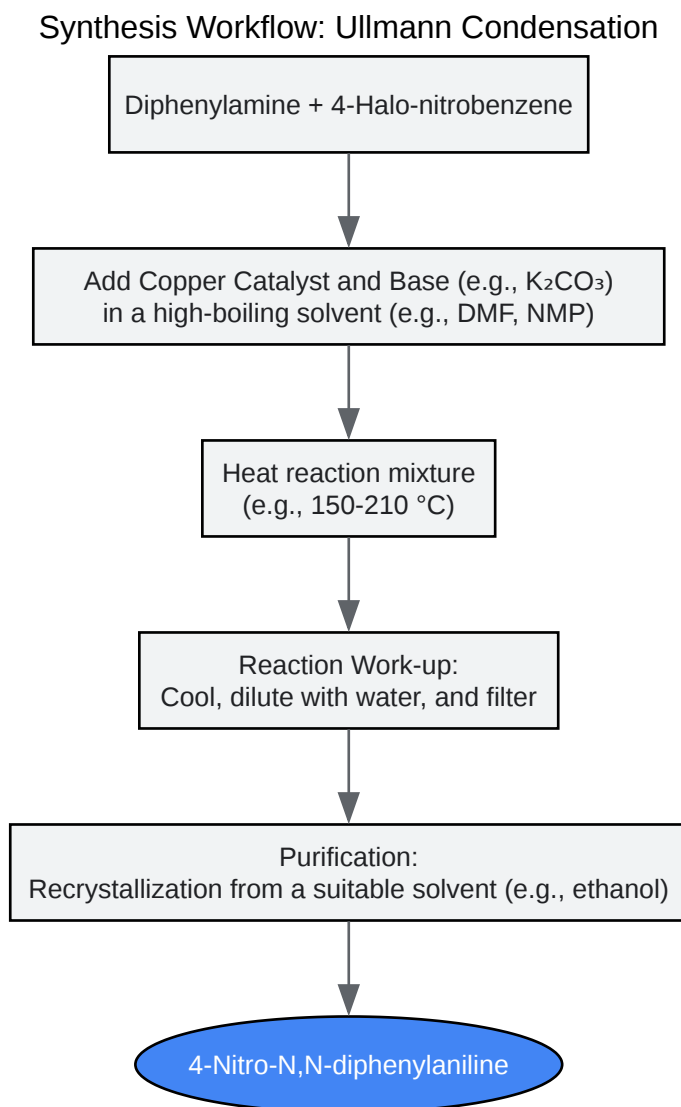 Synthesis Workflow: Ullmann Condensation
Diphenylamine + 4-Halo-nitrobenzene
Add Copper Catalyst and Base (e.g., K₂CO₃)
in a high-boiling solvent (e.g., DMF, NMP)
Heat reaction mixture
(e.g., 150-210 °C)
Reaction Work-up:
Cool, dilute with water, and filter
Purification:
Recrystallization from a suitable solvent (e.g., ethanol)
4-Nitro-N,N-diphenylaniline